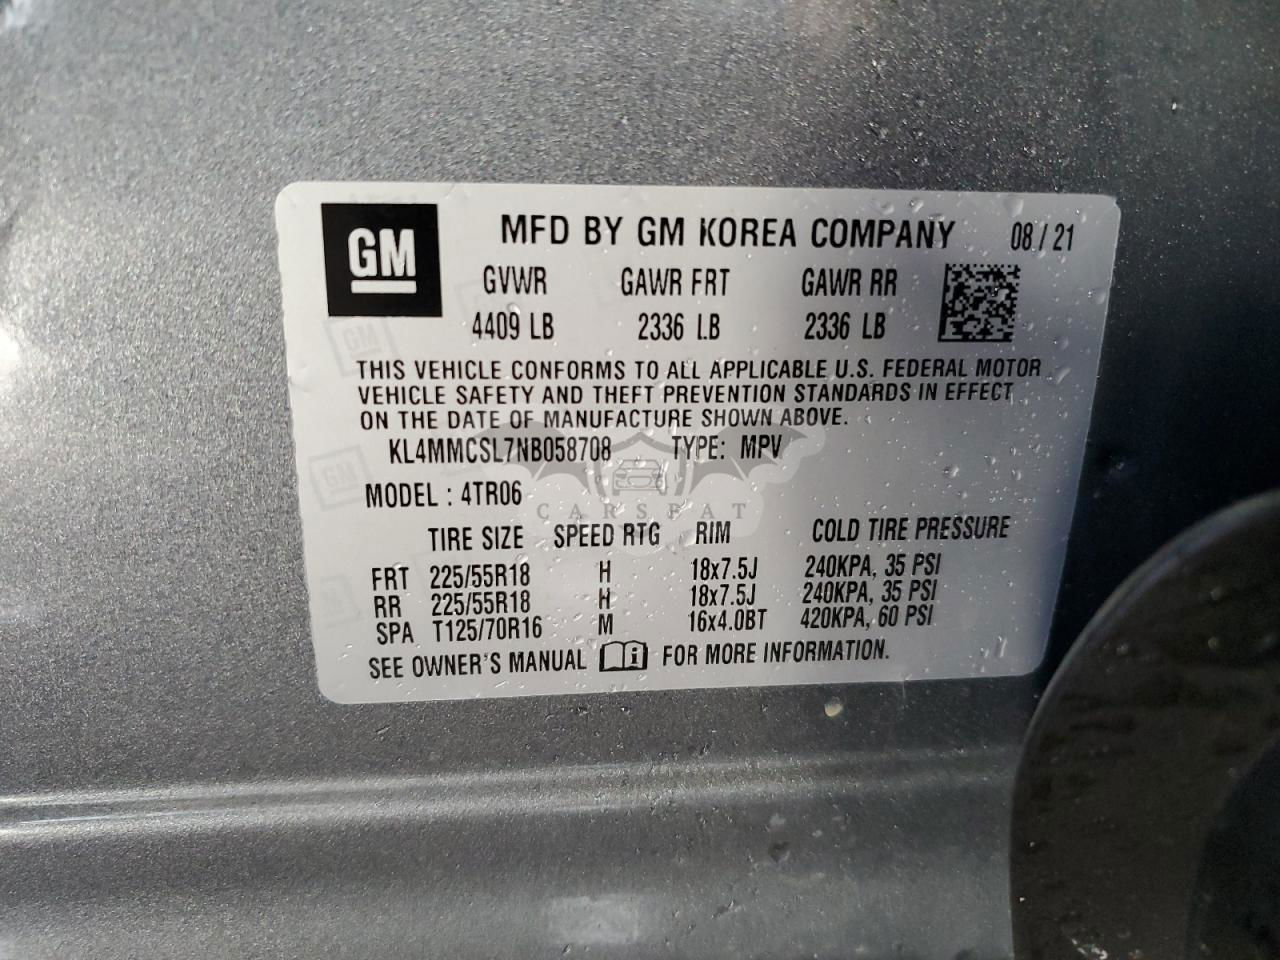 GM
MFD BY GM KOREA COMPANY 08 / 21
GVWR GAWR FRT GAWR RR
4409 LB 2336 LB 2336 LB
THIS VEHICLE CONFORMS TO ALL APPLICABLE U.S. FEDERAL MOTOR
VEHICLE SAFETY AND THEFT PREVENTION STANDARDS IN EFFECT
ON THE DATE OF MANUFACTURE SHOWN ABOVE.
KL4MMCSL7NB058708 TYPE: MPV
MODEL : 4TR06
CARSFAT
TIRE SIZE SPEED RTG RIM COLD TIRE PRESSURE
FRT 225/55R18 H 18x7.5J 240KPA, 35 PSI
RR 225/55R18 H 18x7.5J 240KPA, 35 PSI
SPA T125/70R16 M 16x4.0BT 420KPA, 60 PSI
SEE OWNER'S MANUAL i FOR MORE INFORMATION.